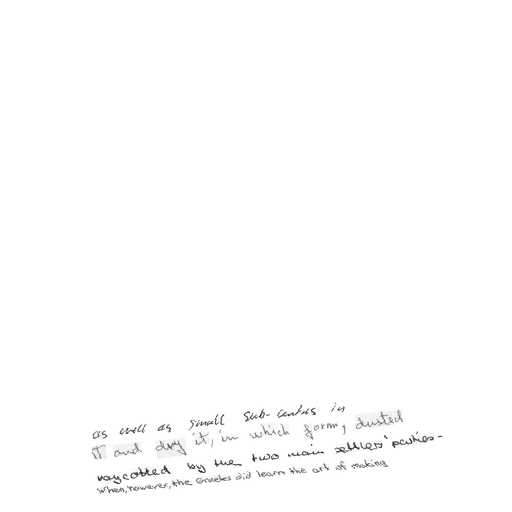 as well as small sub-centres in
it and dry it, in which form, dusted
boycotted by the two main settlers' parties-
When, however, the Greeks did learn the art of making